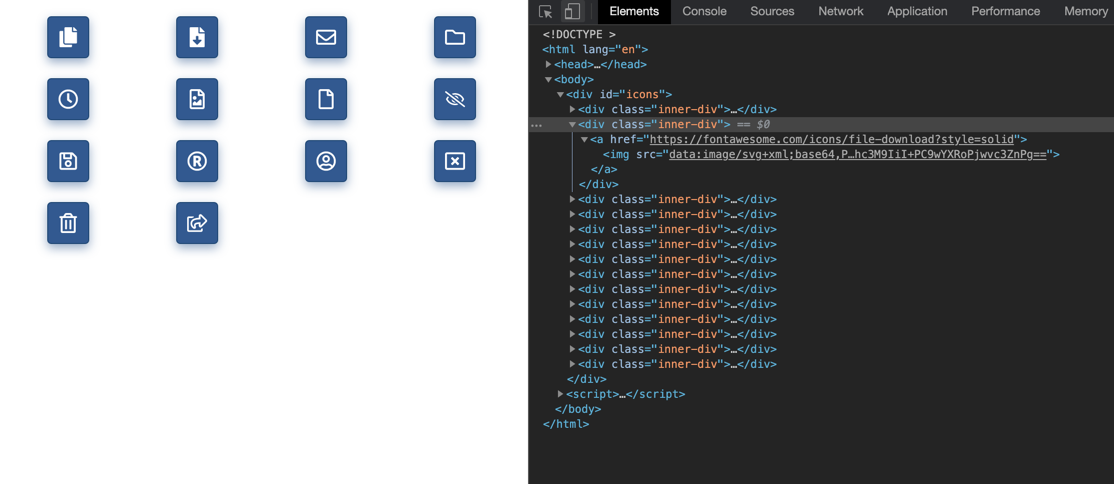 Elements Console Sources Network Application Performance Memory
<!DOCTYPE >
<html lang="en">
<head>…</head>
<body>
<div id="icons">
<div class="inner-div">…</div>
<div class="inner-div"> == $0
<a href="https://fontawesome.com/icons/file-download?style=solid">
<img src="data:image/svg+xml;base64,P…hc3M9IiI+PC9wYXRoPjwvc3ZnPg==">
</a>
</div>
<div class="inner-div">…</div>
<div class="inner-div">…</div>
<div class="inner-div">…</div>
<div class="inner-div">…</div>
<div class="inner-div">…</div>
<div class="inner-div">…</div>
<div class="inner-div">…</div>
<div class="inner-div">…</div>
<div class="inner-div">…</div>
<div class="inner-div">…</div>
<div class="inner-div">…</div>
<div class="inner-div">…</div>
</div>
<script>…</script>
</body>
</html>